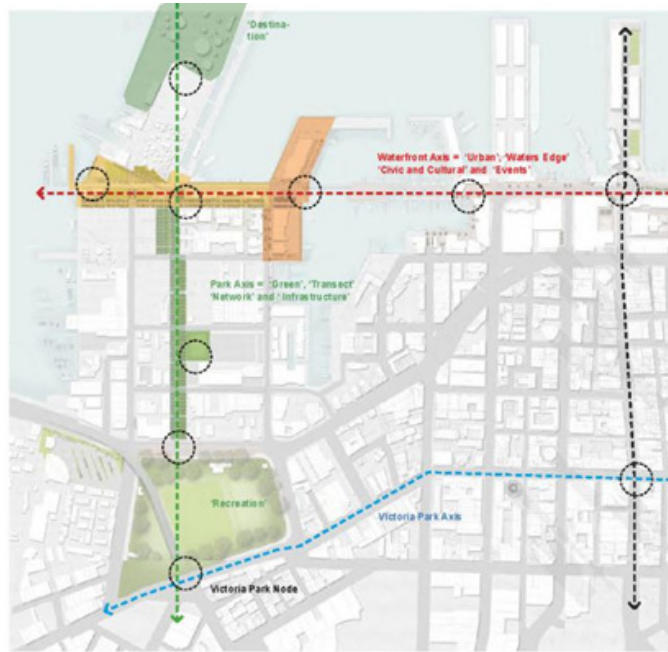 'Destina-
tion'
Waterfront Axis = 'Urban', 'Waters Edge'
'Civic and Cultural' and 'Events'
Park Axis = 'Green', 'Transect'
'Network' and 'Infrastructure'
'Recreation'
Victoria Park Axis
Victoria Park Node